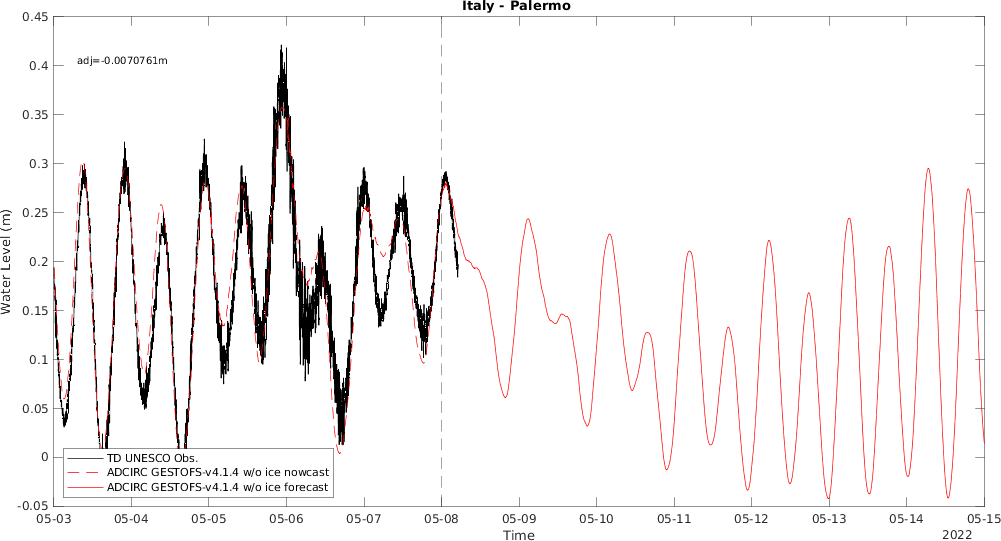 Italy - Palermo
adj=-0.0070761m
Water Level (m)
0.45
0.4
0.35
0.3
0.25
0.2
0.15
0.1
0.05
0
-0.05
TD UNESCO Obs.
ADCIRC GESTOFS-v4.1.4 w/o ice nowcast
ADCIRC GESTOFS-v4.1.4 w/o ice forecast
05-03 05-04 05-05 05-06 05-07 05-08 05-09 05-10 05-11 05-12 05-13 05-14 05-15
Time
2022